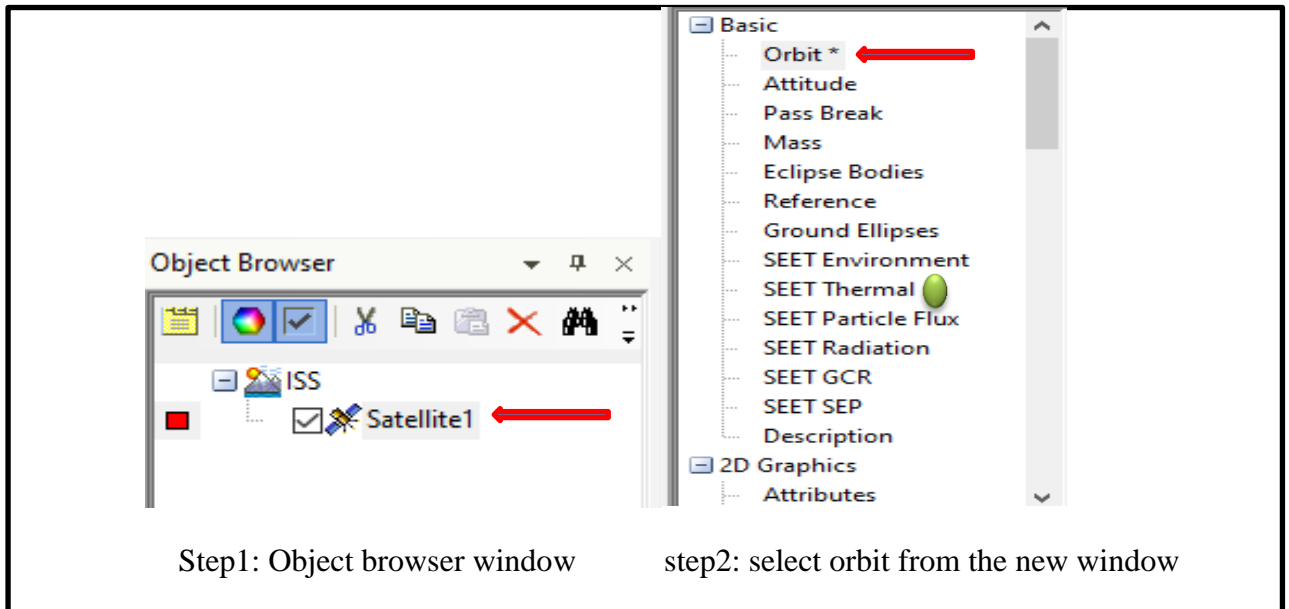 Object Browser
ISS
Satellite1
Step1: Object browser window
Basic
Orbit *
Attitude
Pass Break
Mass
Eclipse Bodies
Reference
Ground Ellipses
SEET Environment
SEET Thermal
SEET Particle Flux
SEET Radiation
SEET GCR
SEET SEP
Description
2D Graphics
Attributes
step2: select orbit from the new window